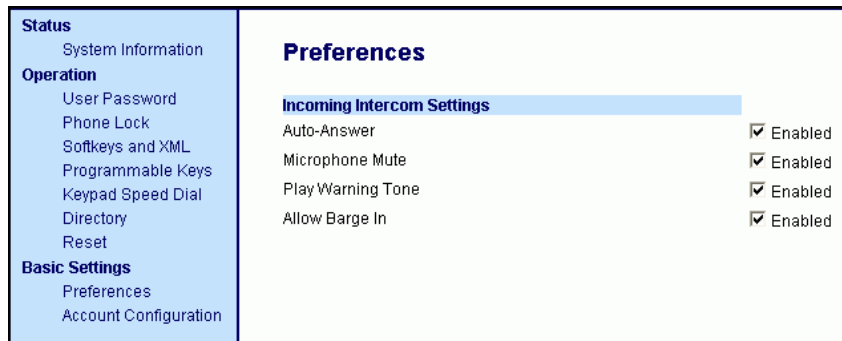 Status
System Information
Operation
User Password
Phone Lock
Softkeys and XML
Programmable Keys
Keypad Speed Dial
Directory
Reset
Basic Settings
Preferences
Account Configuration
Preferences
Incoming Intercom Settings
Auto-Answer Enabled
Microphone Mute Enabled
Play Warning Tone Enabled
Allow Barge In Enabled